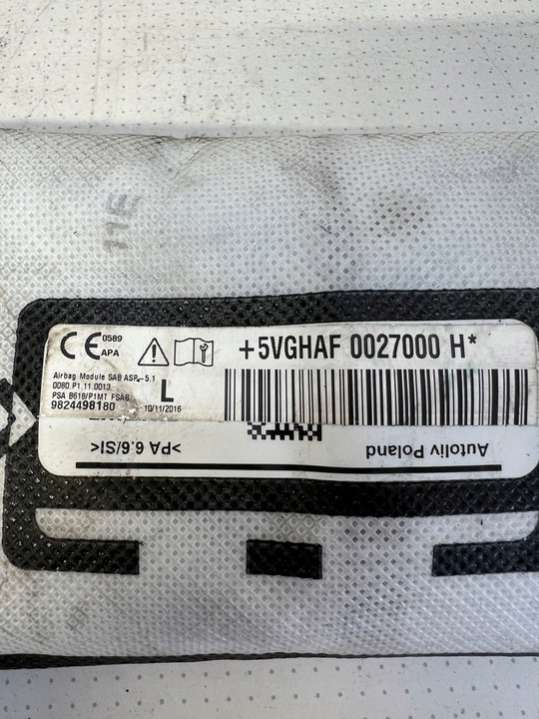 11E
CE 0589
APA
+5VGHAF 0027000 H*
Airbag Module SAB ASP-5.1
0080.P1.11.0013
PSA B618/P1MT FSAB
9824498180
L
10/11/2016
>PA 6.6/SI<
Autoliv Poland